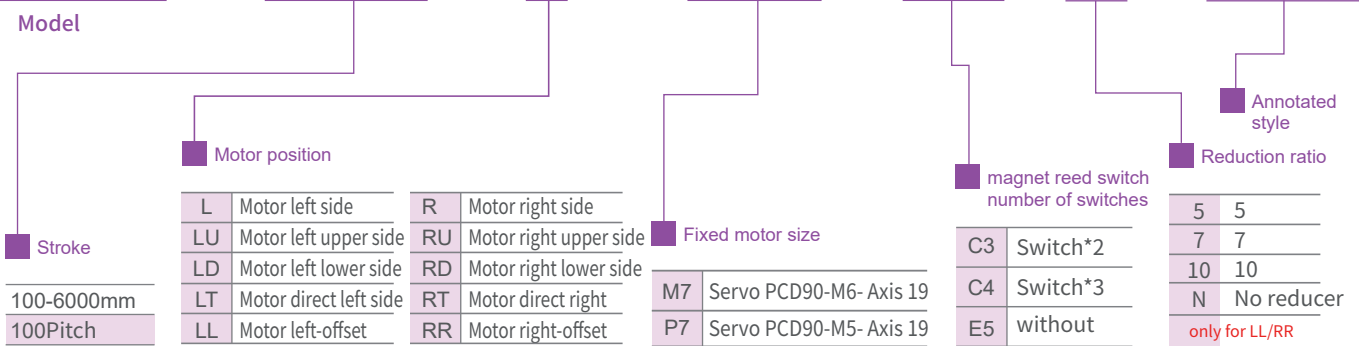 Model
Annotated
style
Motor position
Reduction ratio
magnet reed switch
number of switches
Stroke
Fixed motor size
100-6000mm
100Pitch
L Motor left side
LU Motor left upper side
LD Motor left lower side
LT Motor direct left side
LL Motor left-offset
R Motor right side
RU Motor right upper side
RD Motor right lower side
RT Motor direct right
RR Motor right-offset
M7 Servo PCD90-M6- Axis 19
P7 Servo PCD90-M5- Axis 19
C3 Switch*2
C4 Switch*3
E5 without
5 5
7 7
10 10
N No reducer
only for LL/RR